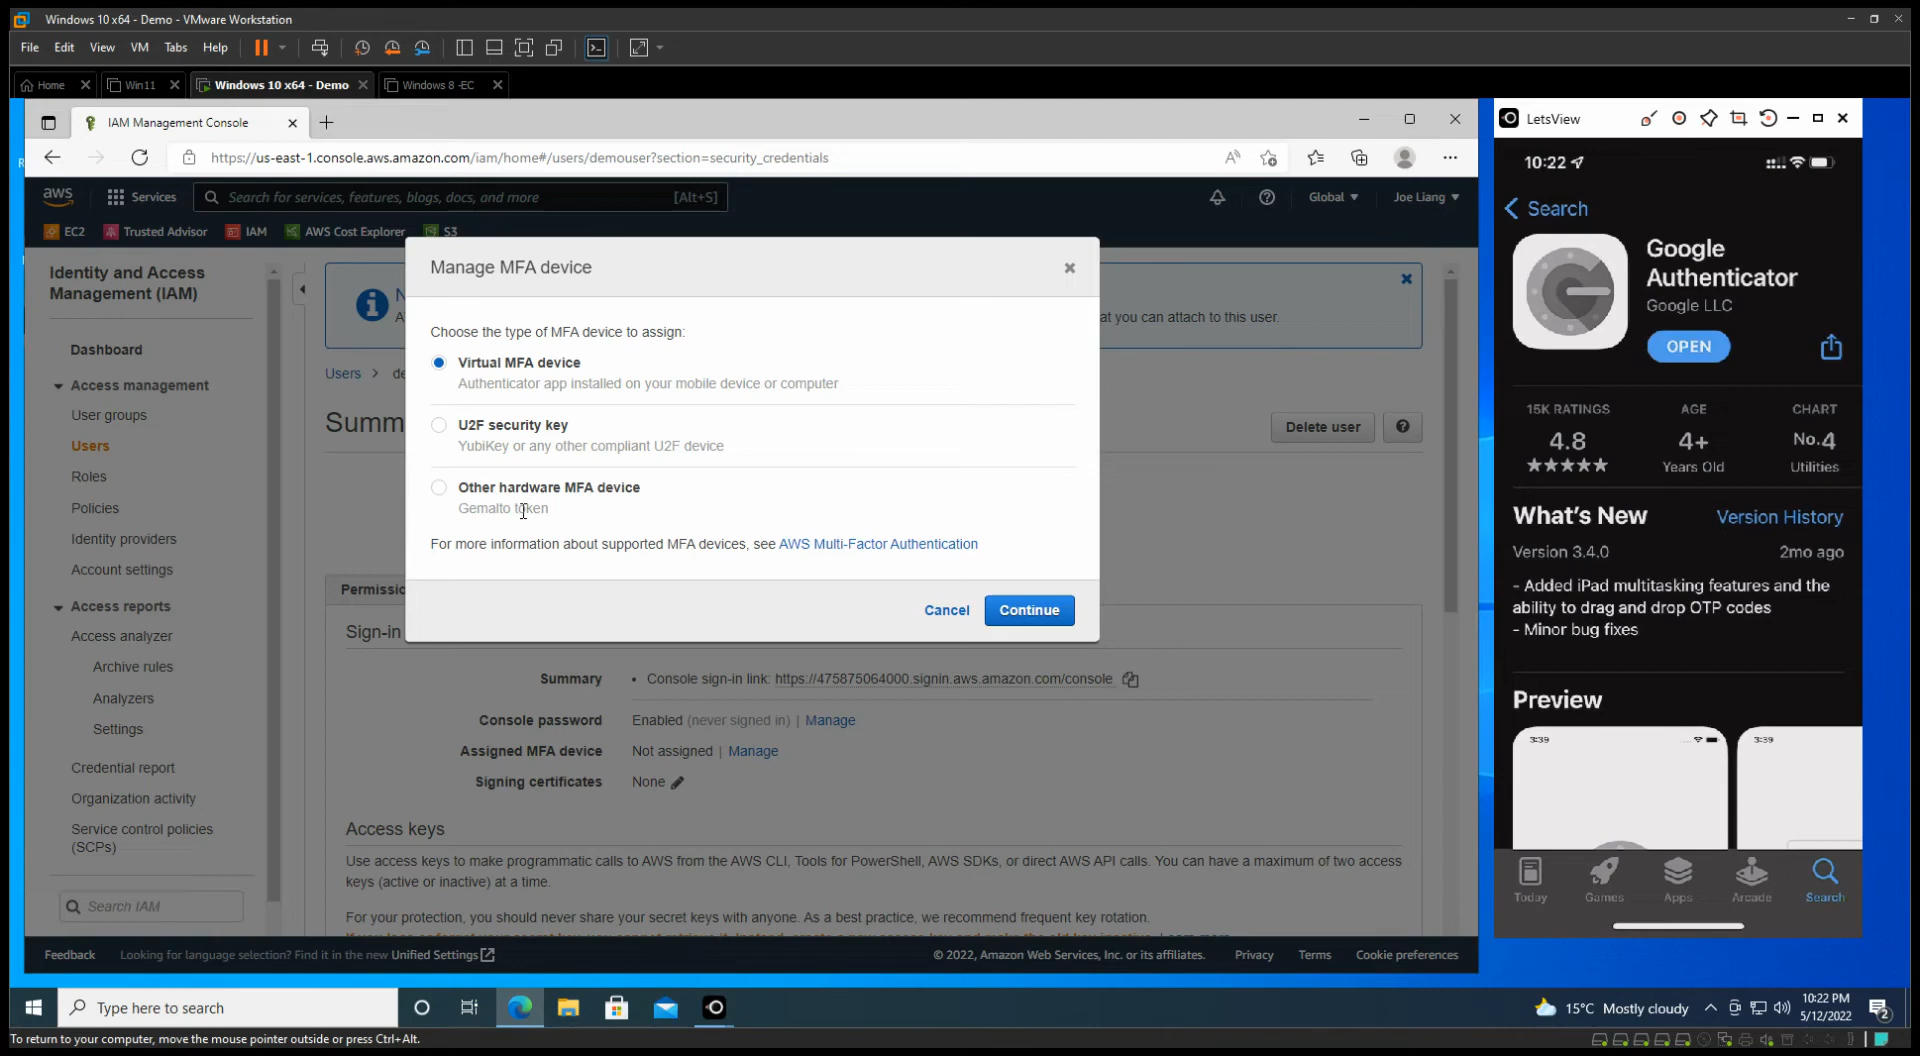 Windows 10 x64 - Demo - VMware Workstation
File Edit View VM Tabs Help
Home Win11 Windows 10 x64 - Demo Windows 8 -EC
IAM Management Console
https://us-east-1.console.aws.amazon.com/iam/home#/users/demouser?section=security_credentials
aws Services Search for services, features, blogs, docs, and more [Alt+S] Global Joe Liang
EC2 Trusted Advisor IAM AWS Cost Explorer S3
Identity and Access
Management (IAM)
Dashboard
Access management
User groups
Users
Roles
Policies
Identity providers
Account settings
Access reports
Access analyzer
Archive rules
Analyzers
Settings
Credential report
Organization activity
Service control policies
(SCPs)
Search IAM
at you can attach to this user.
Users > de
Summ
Delete user
Manage MFA device
Choose the type of MFA device to assign:
Virtual MFA device
Authenticator app installed on your mobile device or computer
U2F security key
YubiKey or any other compliant U2F device
Other hardware MFA device
Gemalto token
For more information about supported MFA devices, see AWS Multi-Factor Authentication
Cancel Continue
Permissio
Sign-in
Summary • Console sign-in link: https://475875064000.signin.aws.amazon.com/console
Console password Enabled (never signed in) | Manage
Assigned MFA device Not assigned | Manage
Signing certificates None
Access keys
Use access keys to make programmatic calls to AWS from the AWS CLI, Tools for PowerShell, AWS SDKs, or direct AWS API calls. You can have a maximum of two access
keys (active or inactive) at a time.
For your protection, you should never share your secret keys with anyone. As a best practice, we recommend frequent key rotation.
Feedback Looking for language selection? Find it in the new Unified Settings © 2022, Amazon Web Services, Inc. or its affiliates. Privacy Terms Cookie preferences
LetsView
10:22
Search
Google
Authenticator
Google LLC
OPEN
15K RATINGS AGE CHART
4.8 4+ No.4
Years Old Utilities
What's New Version History
Version 3.4.0 2mo ago
- Added iPad multitasking features and the
ability to drag and drop OTP codes
- Minor bug fixes
Preview
3:39 3:39
Today Games Apps Arcade Search
Type here to search 15°C Mostly cloudy 10:22 PM
5/12/2022
2
To return to your computer, move the mouse pointer outside or press Ctrl+Alt.